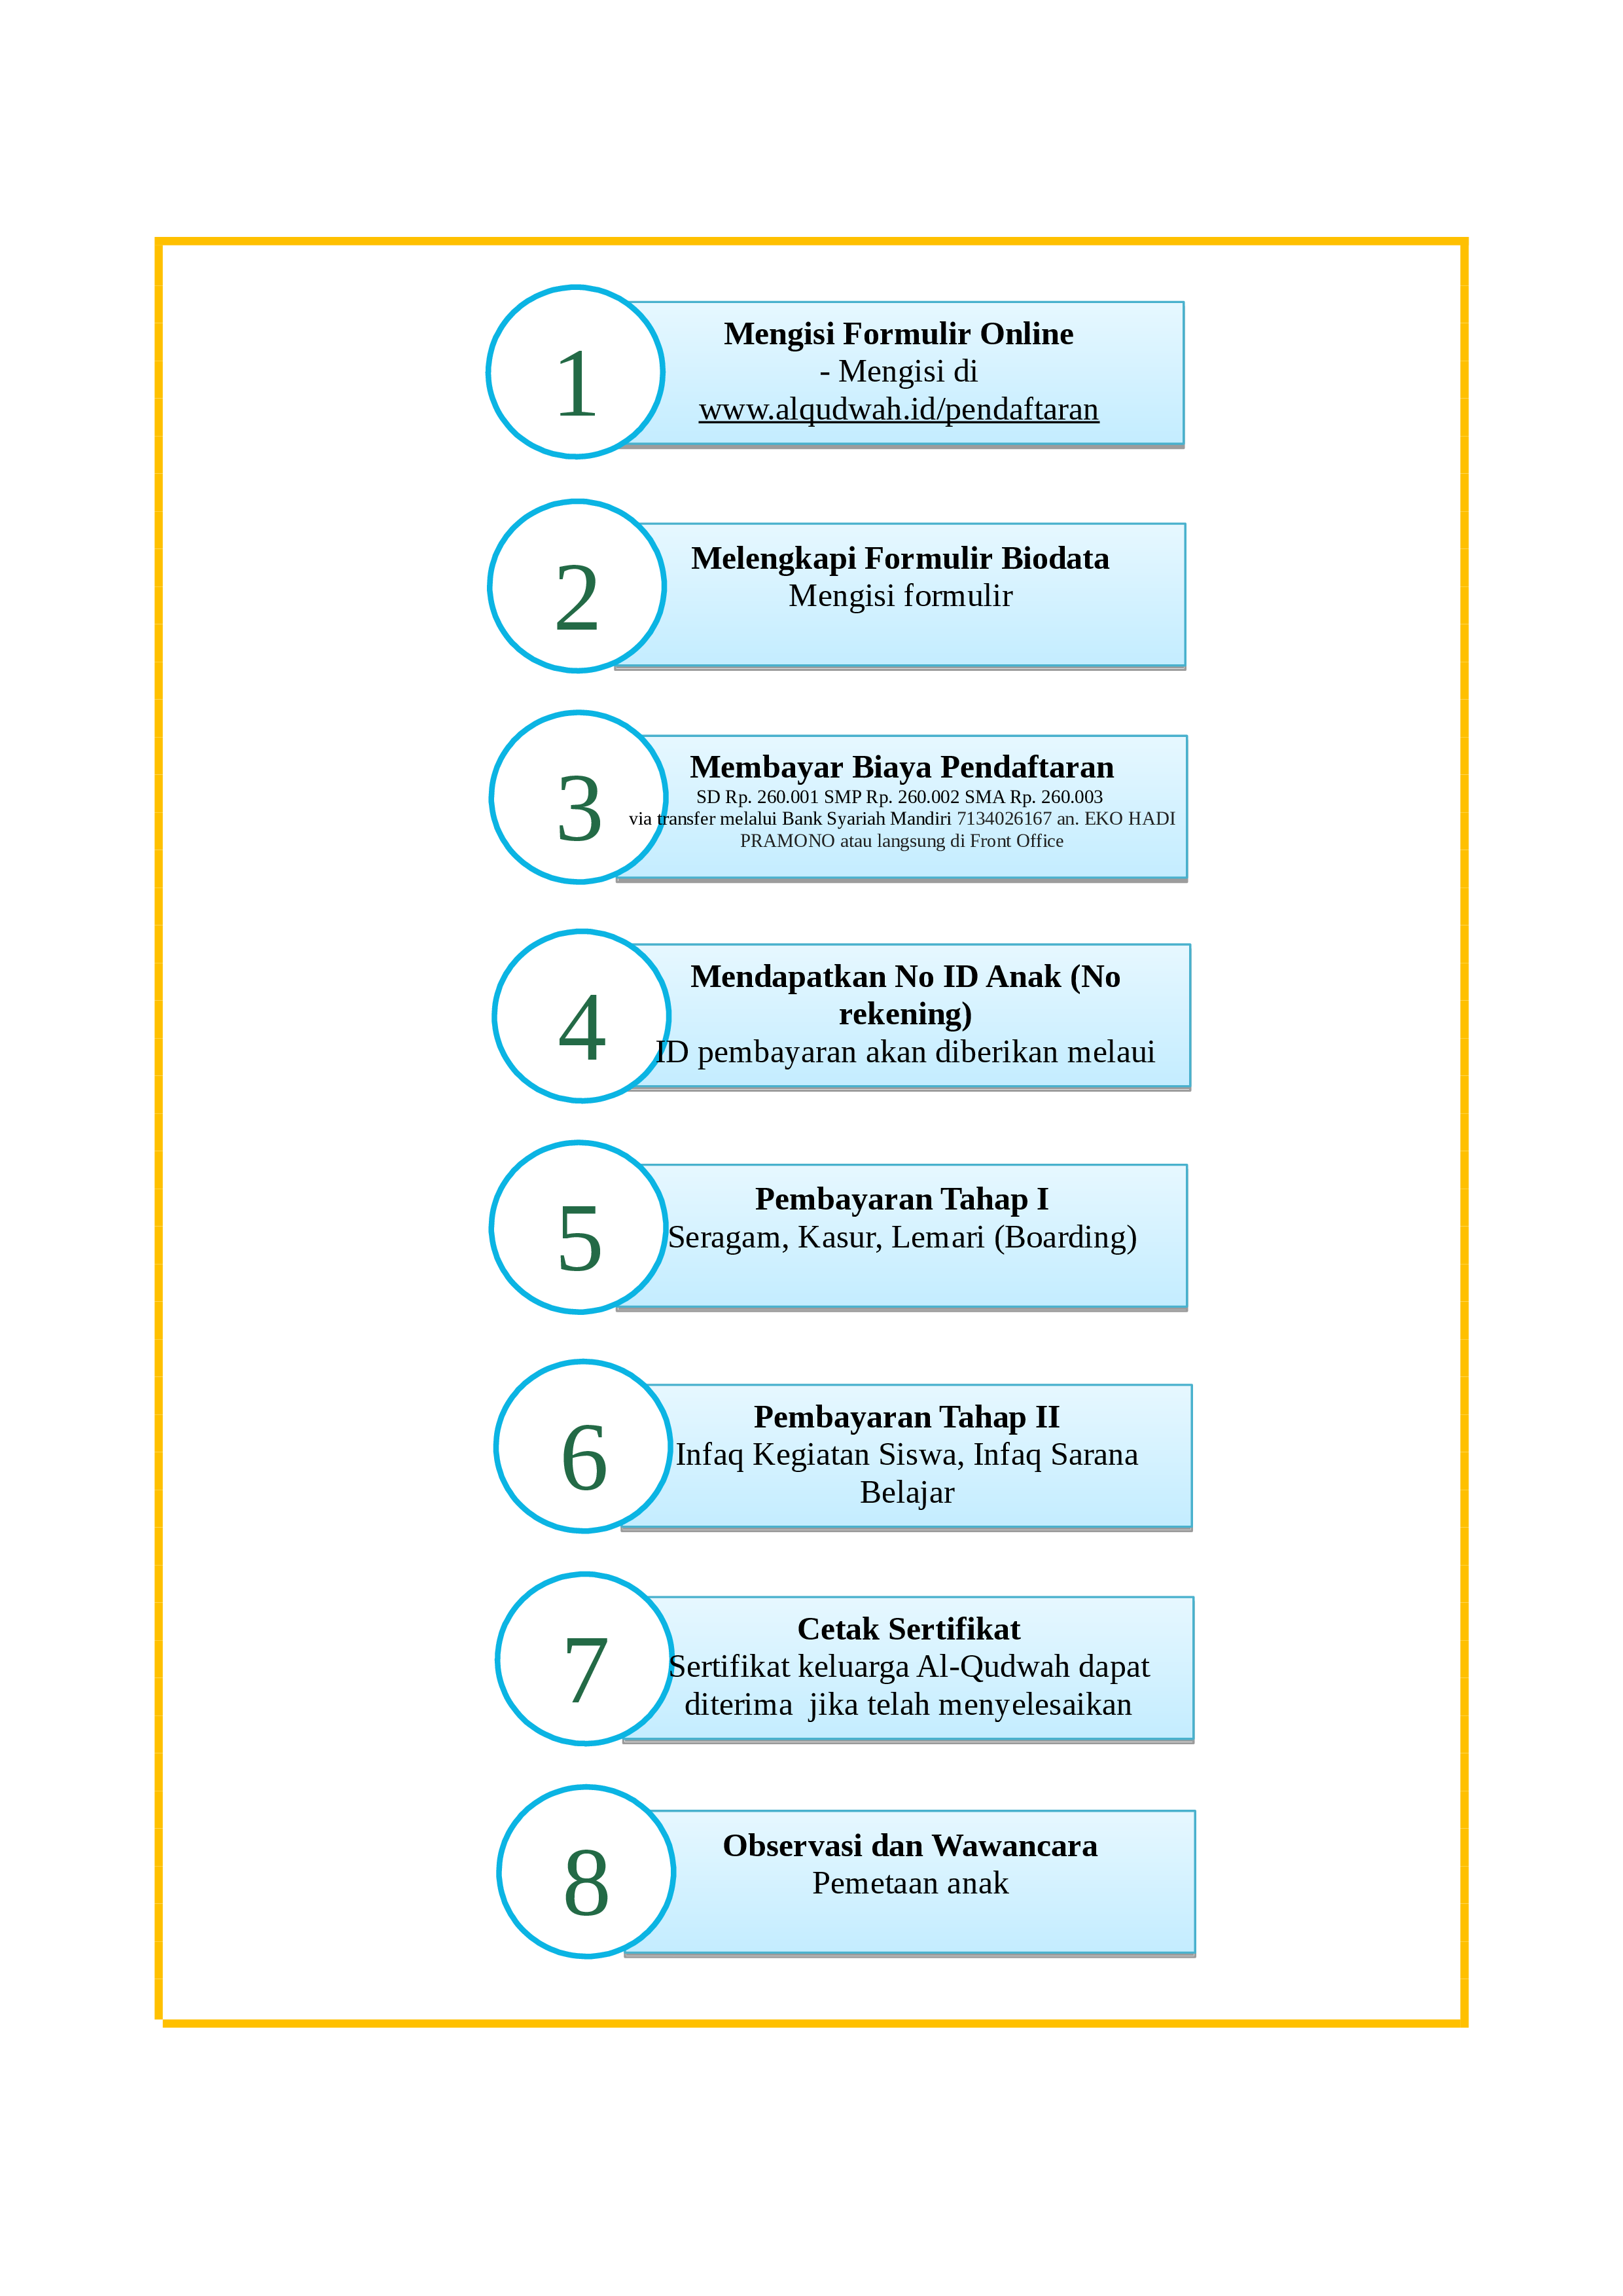 1
Mengisi Formulir Online
- Mengisi di
www.alqudwah.id/pendaftaran
2
Melengkapi Formulir Biodata
Mengisi formulir
3
Membayar Biaya Pendaftaran
SD Rp. 260.001 SMP Rp. 260.002 SMA Rp. 260.003
via transfer melalui Bank Syariah Mandiri 7134026167 an. EKO HADI
PRAMONO atau langsung di Front Office
4
Mendapatkan No ID Anak (No
rekening)
ID pembayaran akan diberikan melaui
5
Pembayaran Tahap I
Seragam, Kasur, Lemari (Boarding)
6
Pembayaran Tahap II
Infaq Kegiatan Siswa, Infaq Sarana
Belajar
7
Cetak Sertifikat
Sertifikat keluarga Al-Qudwah dapat
diterima  jika telah menyelesaikan
8
Observasi dan Wawancara
Pemetaan anak